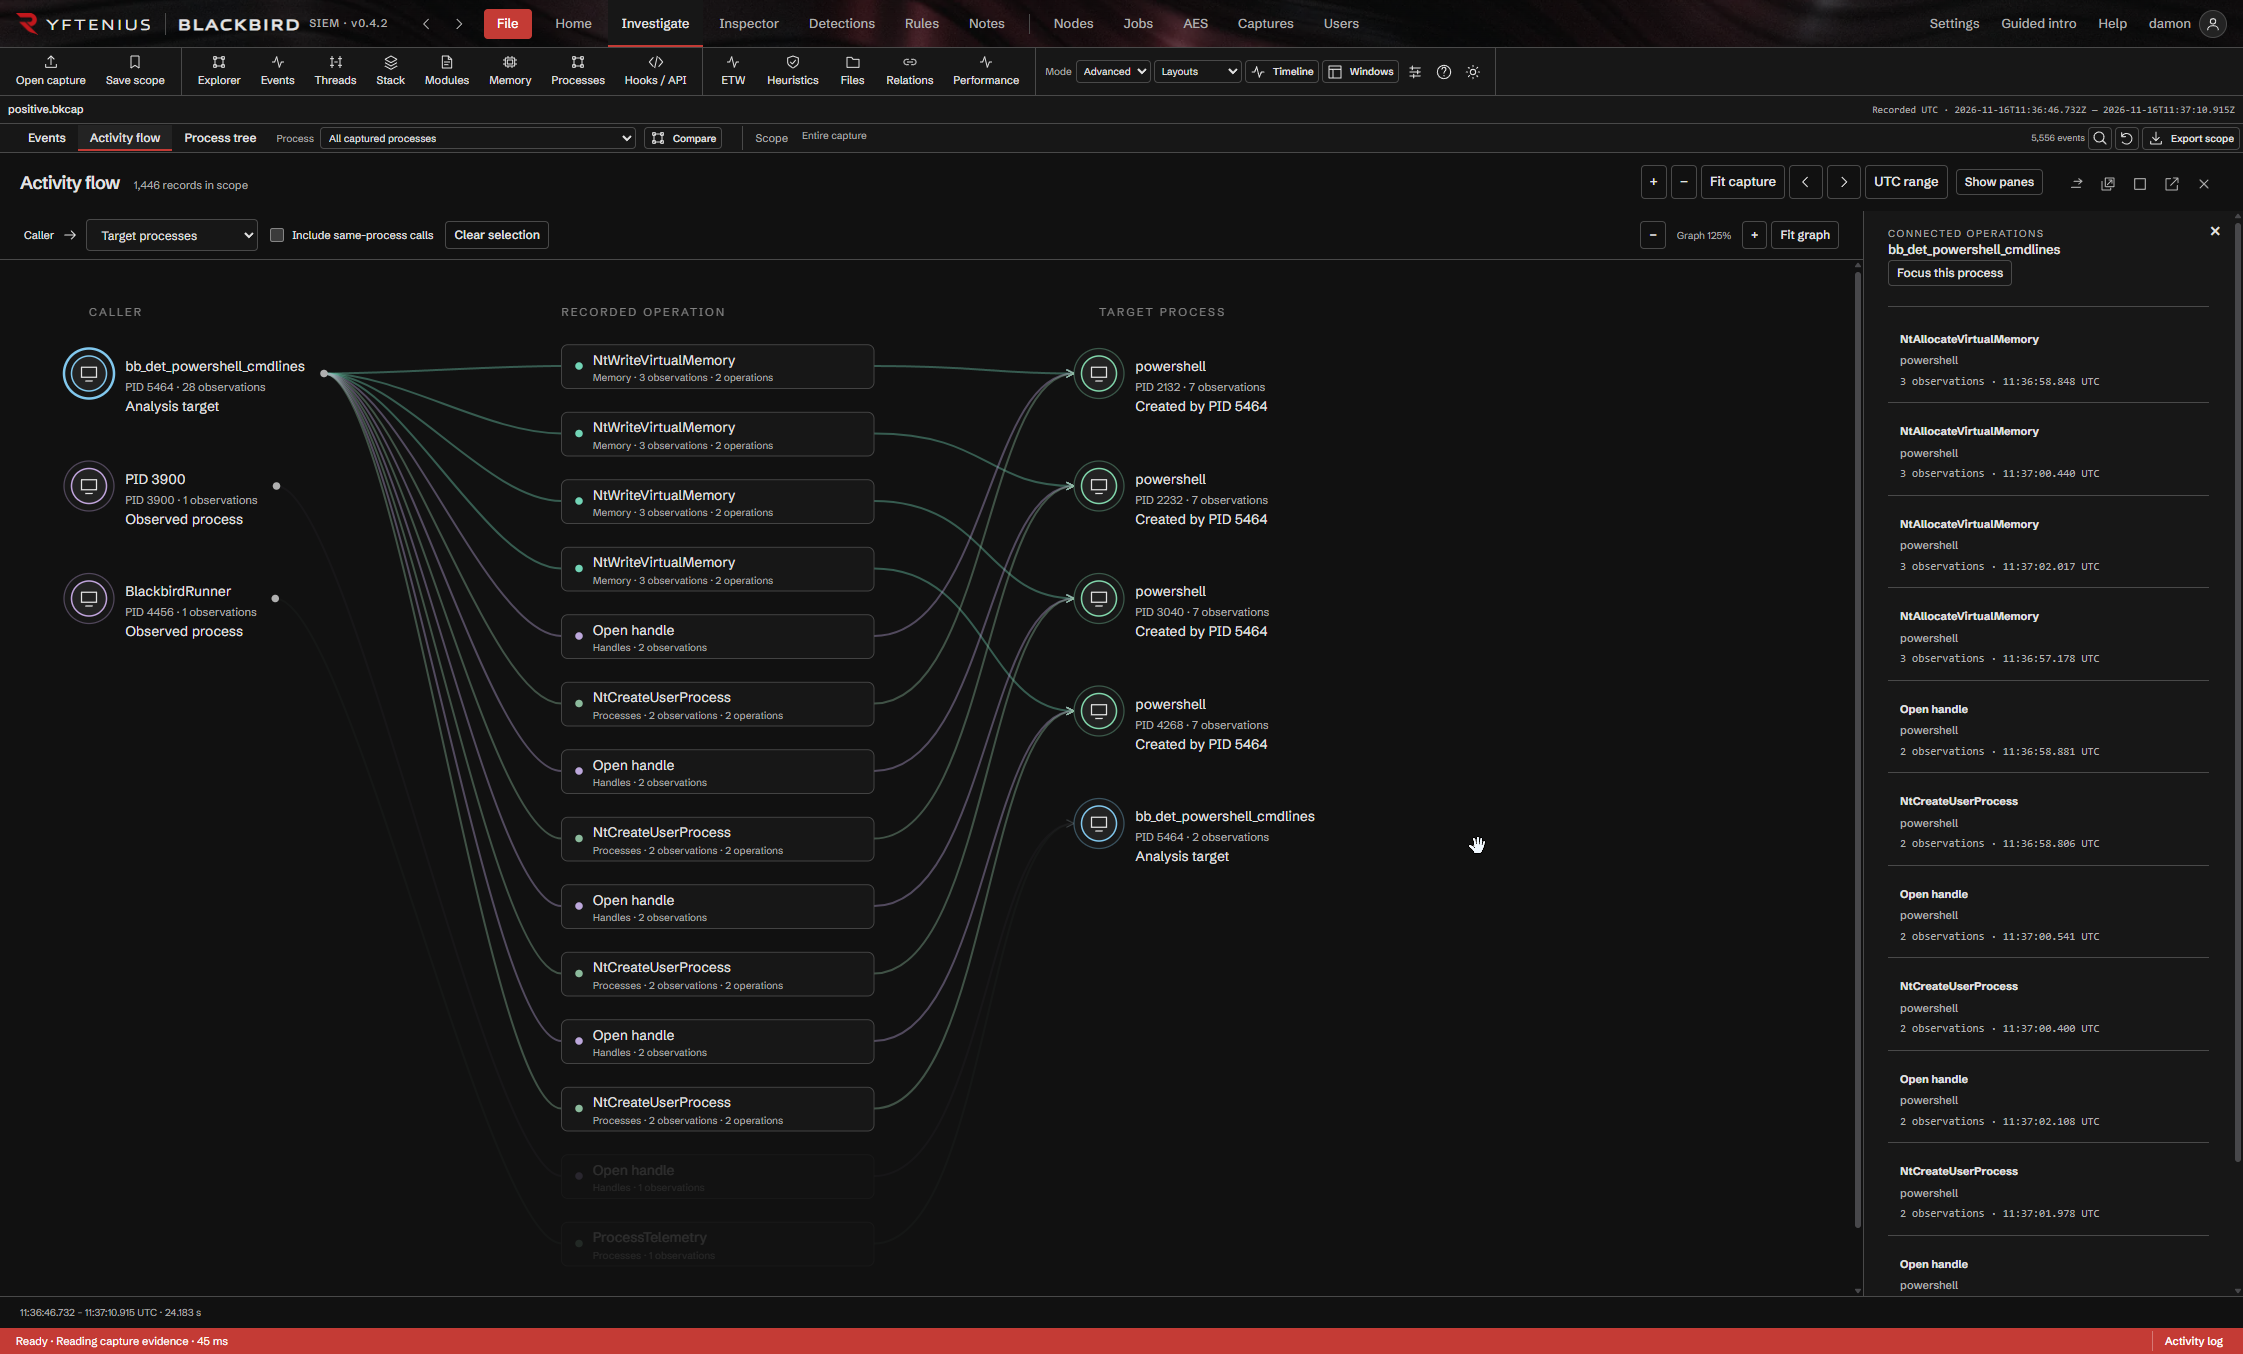 YFTENIUS BLACKBIRD SIEM · v0.4.2 File Home Investigate Inspector Detections Rules Notes Nodes Jobs AES Captures Users Settings Guided intro Help damon
Open capture Save scope Explorer Events Threads Stack Modules Memory Processes Hooks / API ETW Heuristics Files Relations Performance Mode Advanced Layouts Timeline Windows
positive.bkcap Recorded UTC · 2026-11-16T11:36:46.732Z — 2026-11-16T11:37:10.915Z
Events Activity flow Process tree Process All captured processes Compare Scope Entire capture 5,556 events Export scope
Activity flow 1,446 records in scope + − Fit capture UTC range Show panes
Caller → Target processes Include same-process calls Clear selection − Graph 125% + Fit graph
CALLER RECORDED OPERATION TARGET PROCESS
bb_det_powershell_cmdlines
PID 5464 · 28 observations
Analysis target
PID 3900
PID 3900 · 1 observations
Observed process
BlackbirdRunner
PID 4456 · 1 observations
Observed process
NtWriteVirtualMemory
Memory · 3 observations · 2 operations
NtWriteVirtualMemory
Memory · 3 observations · 2 operations
NtWriteVirtualMemory
Memory · 3 observations · 2 operations
NtWriteVirtualMemory
Memory · 3 observations · 2 operations
Open handle
Handles · 2 observations
NtCreateUserProcess
Processes · 2 observations · 2 operations
Open handle
Handles · 2 observations
NtCreateUserProcess
Processes · 2 observations · 2 operations
Open handle
Handles · 2 observations
NtCreateUserProcess
Processes · 2 observations · 2 operations
Open handle
Handles · 2 observations
NtCreateUserProcess
Processes · 2 observations · 2 operations
Open handle
Handles · 1 observations
ProcessTelemetry
Processes · 1 observations
powershell
PID 2132 · 7 observations
Created by PID 5464
powershell
PID 2232 · 7 observations
Created by PID 5464
powershell
PID 3040 · 7 observations
Created by PID 5464
powershell
PID 4268 · 7 observations
Created by PID 5464
bb_det_powershell_cmdlines
PID 5464 · 2 observations
Analysis target
CONNECTED OPERATIONS
bb_det_powershell_cmdlines
Focus this process
NtAllocateVirtualMemory
powershell
3 observations · 11:36:58.848 UTC
NtAllocateVirtualMemory
powershell
3 observations · 11:37:00.440 UTC
NtAllocateVirtualMemory
powershell
3 observations · 11:37:02.017 UTC
NtAllocateVirtualMemory
powershell
3 observations · 11:36:57.178 UTC
Open handle
powershell
2 observations · 11:36:58.881 UTC
NtCreateUserProcess
powershell
2 observations · 11:36:58.806 UTC
Open handle
powershell
2 observations · 11:37:00.541 UTC
NtCreateUserProcess
powershell
2 observations · 11:37:00.400 UTC
Open handle
powershell
2 observations · 11:37:02.108 UTC
NtCreateUserProcess
powershell
2 observations · 11:37:01.978 UTC
Open handle
powershell
11:36:46.732 – 11:37:10.915 UTC · 24.183 s
Ready · Reading capture evidence · 45 ms Activity log